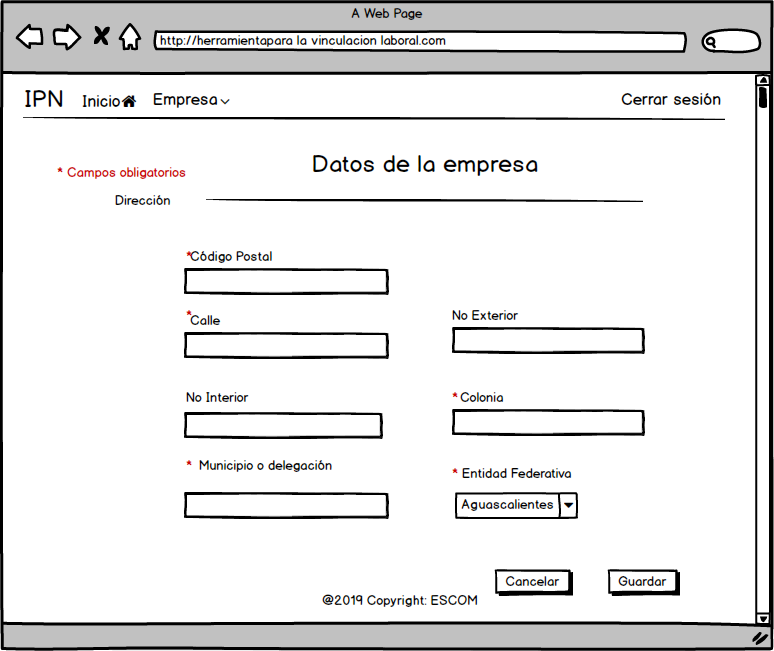 A Web Page
http://herramientapara la vinculacion laboral.com
IPN Inicio Empresa Cerrar sesión
Datos de la empresa
* Campos obligatorios
Dirección
*Código Postal
*Calle
No Exterior
No Interior
* Colonia
* Municipio o delegación
* Entidad Federativa
Aguascalientes
Cancelar Guardar
@2019 Copyright: ESCOM